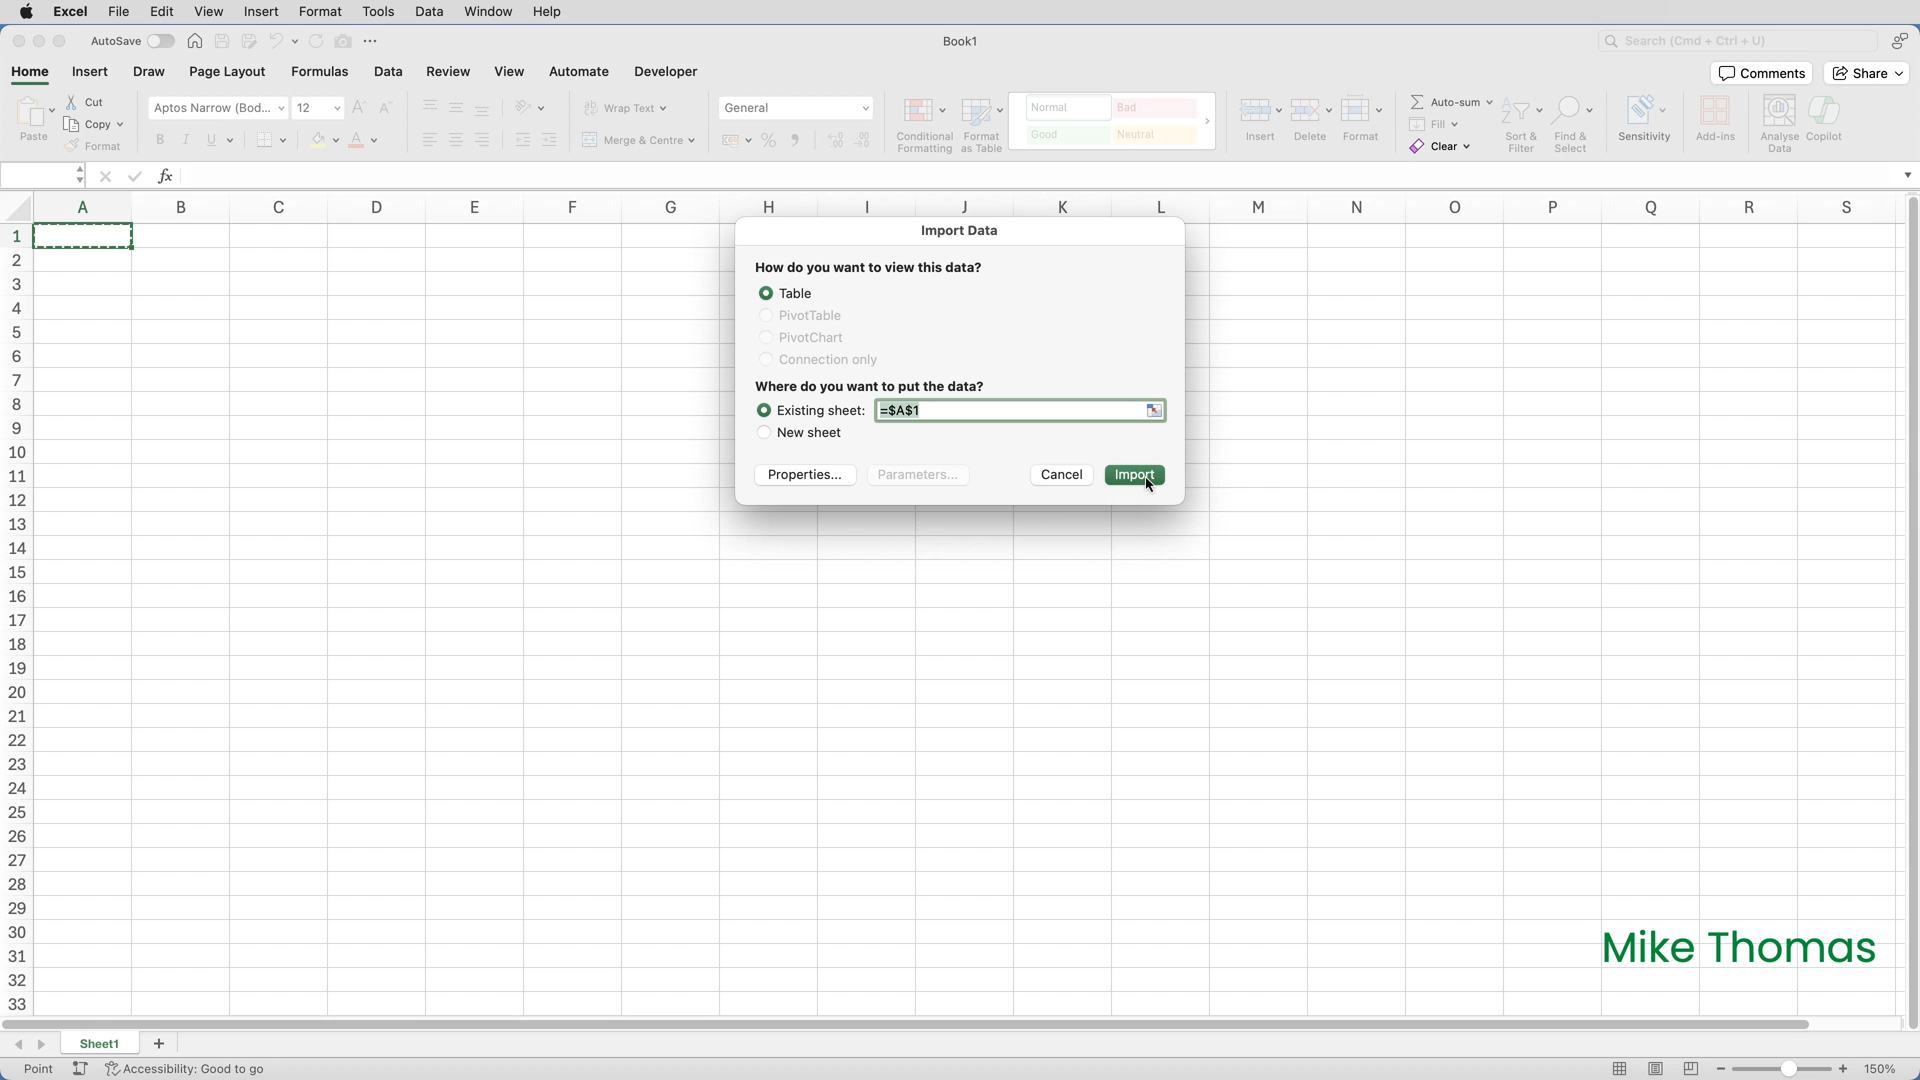 Excel File Edit View Insert Format Tools Data Window Help
AutoSave Book1 Search (Cmd + Ctrl + U)
Home Insert Draw Page Layout Formulas Data Review View Automate Developer Comments Share
Paste Cut Copy Format
Aptos Narrow (Bod... 12
B I U A
Wrap Text
Merge & Centre
General
Conditional Formatting
Format as Table
Normal Bad
Good Neutral
Insert Delete Format
Auto-sum
Fill
Clear
Sort & Filter
Find & Select
Sensitivity
Add-ins
Analyse Data
Copilot
fx
A B C D E F G H I J K L M N O P Q R S
1
2
3
4
5
6
7
8
9
10
11
12
13
14
15
16
17
18
19
20
21
22
23
24
25
26
27
28
29
30
31
32
33
Import Data
How do you want to view this data?
Table
PivotTable
PivotChart
Connection only
Where do you want to put the data?
Existing sheet: =$A$1
New sheet
Properties... Parameters... Cancel Import
Mike Thomas
Sheet1 +
Point Accessibility: Good to go 150%